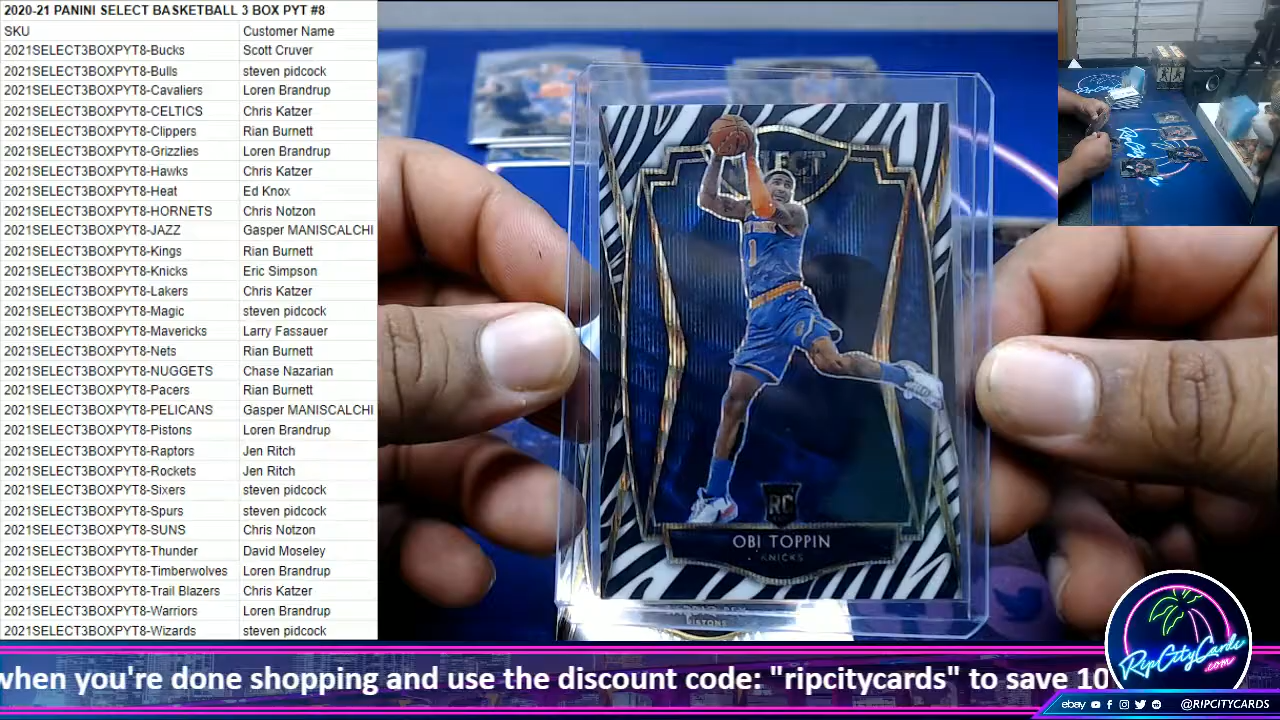 2020-21 PANINI SELECT BASKETBALL 3 BOX PYT #8
SKU Customer Name
2021SELECT3BOXPYT8-Bucks Scott Cruver
2021SELECT3BOXPYT8-Bulls steven pidcock
2021SELECT3BOXPYT8-Cavaliers Loren Brandrup
2021SELECT3BOXPYT8-CELTICS Chris Katzer
2021SELECT3BOXPYT8-Clippers Rian Burnett
2021SELECT3BOXPYT8-Grizzlies Loren Brandrup
2021SELECT3BOXPYT8-Hawks Chris Katzer
2021SELECT3BOXPYT8-Heat Ed Knox
2021SELECT3BOXPYT8-HORNETS Chris Notzon
2021SELECT3BOXPYT8-JAZZ Gasper MANISCALCHI
2021SELECT3BOXPYT8-Kings Rian Burnett
2021SELECT3BOXPYT8-Knicks Eric Simpson
2021SELECT3BOXPYT8-Lakers Chris Katzer
2021SELECT3BOXPYT8-Magic steven pidcock
2021SELECT3BOXPYT8-Mavericks Larry Fassauer
2021SELECT3BOXPYT8-Nets Rian Burnett
2021SELECT3BOXPYT8-NUGGETS Chase Nazarian
2021SELECT3BOXPYT8-Pacers Rian Burnett
2021SELECT3BOXPYT8-PELICANS Gasper MANISCALCHI
2021SELECT3BOXPYT8-Pistons Loren Brandrup
2021SELECT3BOXPYT8-Raptors Jen Ritch
2021SELECT3BOXPYT8-Rockets Jen Ritch
2021SELECT3BOXPYT8-Sixers steven pidcock
2021SELECT3BOXPYT8-Spurs steven pidcock
2021SELECT3BOXPYT8-SUNS Chris Notzon
2021SELECT3BOXPYT8-Thunder David Moseley
2021SELECT3BOXPYT8-Timberwolves Loren Brandrup
2021SELECT3BOXPYT8-Trail Blazers Chris Katzer
2021SELECT3BOXPYT8-Warriors Loren Brandrup
2021SELECT3BOXPYT8-Wizards steven pidcock
1
RC
OBI TOPPIN
KNICKS
PISTONS
when you're done shopping and use the discount code: "ripcitycards" to save 10
RipCityCards
.com
ebay @RIPCITYCARDS